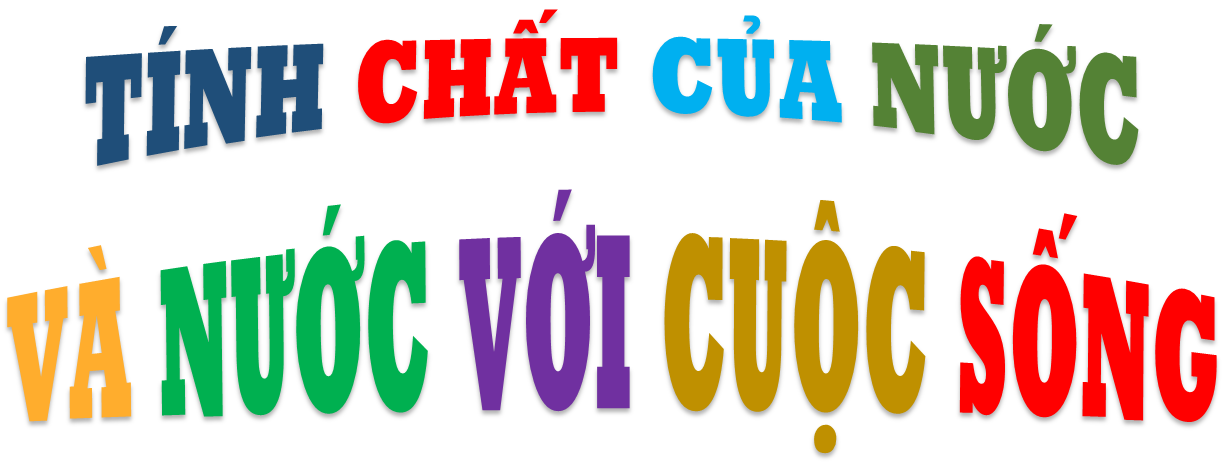 TÍNH CHẤT CỦA NƯỚC
VÀ NƯỚC VỚI CUỘC SỐNG